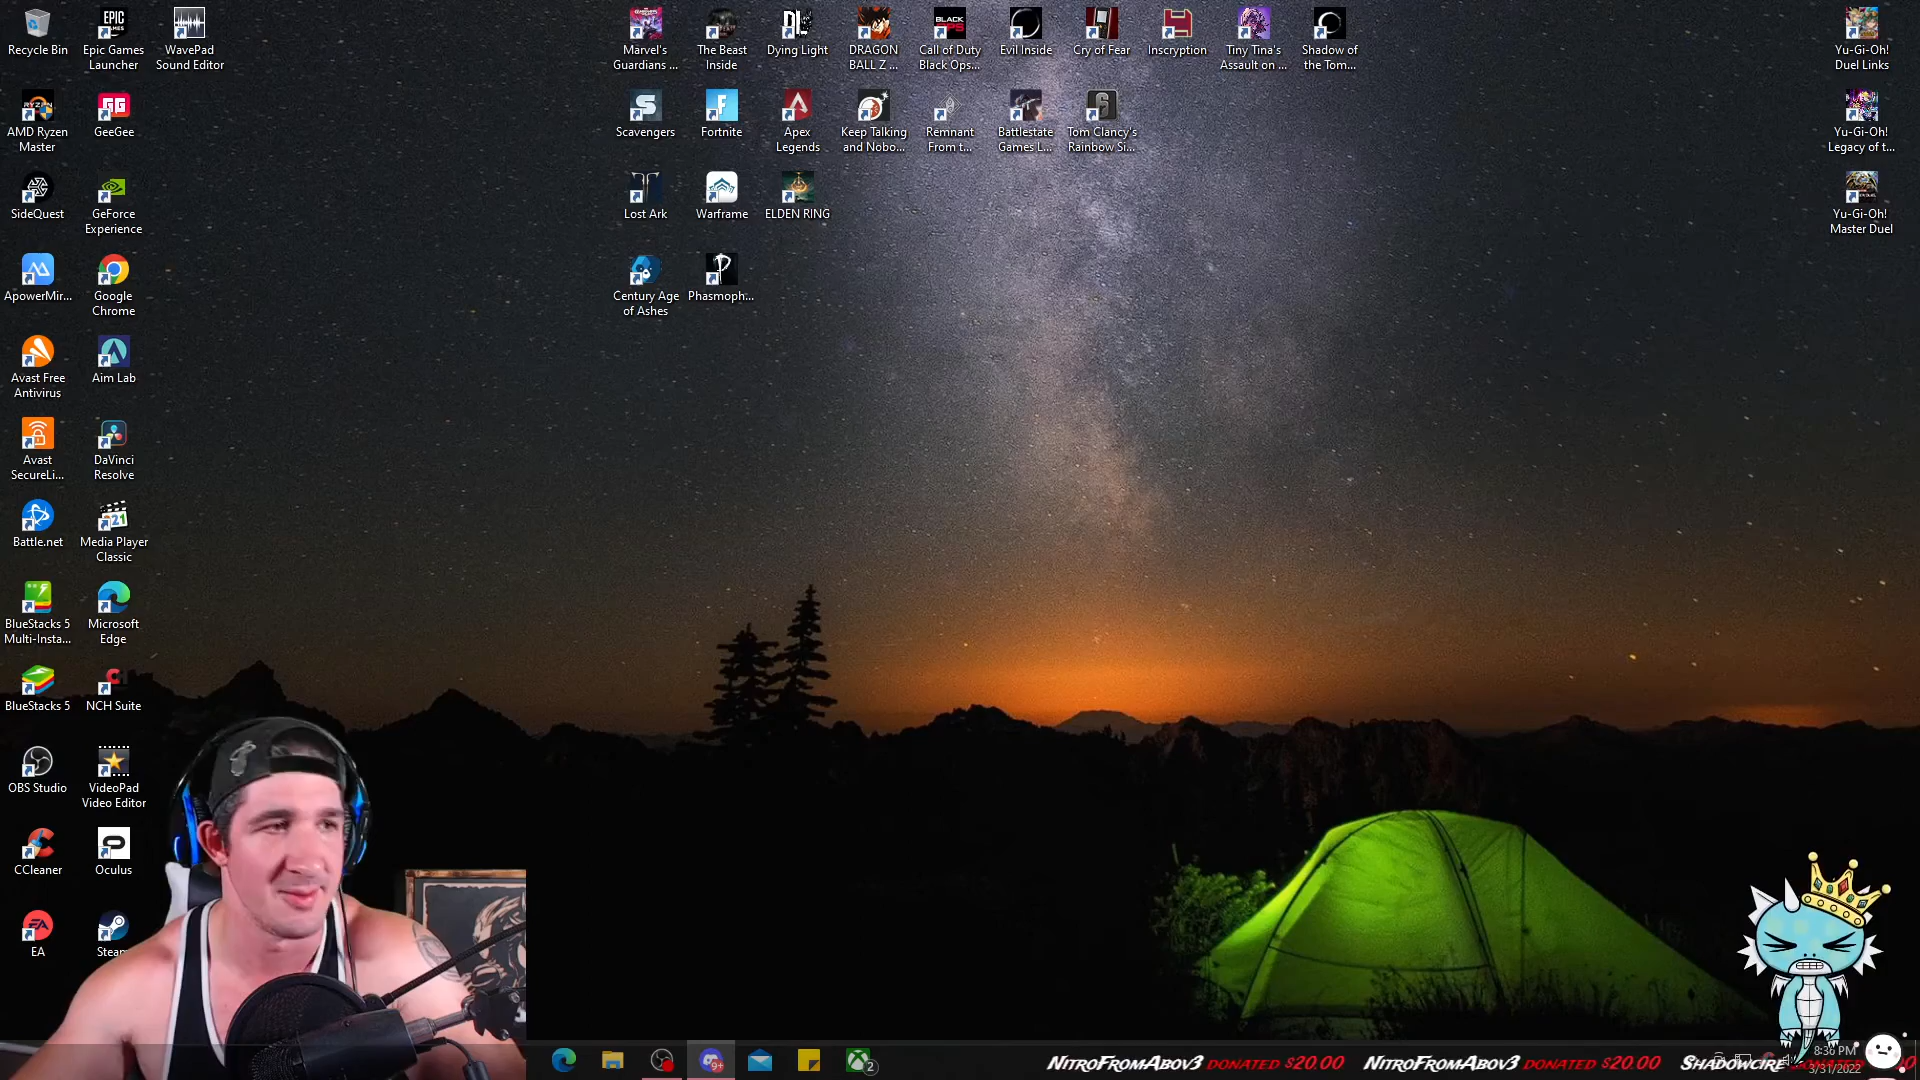 Recycle Bin
Epic Games
Launcher
WavePad
Sound Editor
AMD Ryzen
Master
GeeGee
SideQuest
GeForce
Experience
ApowerMir...
Google
Chrome
Avast Free
Antivirus
Aim Lab
Avast
SecureLi...
DaVinci
Resolve
Battle.net
Media Player
Classic
BlueStacks 5
Multi-Insta...
Microsoft
Edge
BlueStacks 5
NCH Suite
OBS Studio
VideoPad
Video Editor
CCleaner
Oculus
EA
Steam
Marvel's
Guardians ...
The Beast
Inside
Dying Light
DRAGON
BALL Z ...
Call of Duty
Black Ops...
Evil Inside
Cry of Fear
Inscryption
Tiny Tina's
Assault on ...
Shadow of
the Tom...
Scavengers
Fortnite
Apex
Legends
Keep Talking
and Nobo...
Remnant
From t...
Battlestate
Games L...
Tom Clancy's
Rainbow Si...
Lost Ark
Warframe
ELDEN RING
Century Age
of Ashes
Phasmoph...
Yu-Gi-Oh!
Duel Links
Yu-Gi-Oh!
Legacy of t...
Yu-Gi-Oh!
Master Duel
NitroFromAbov3 donated $20.00 NitroFromAbov3 donated $20.00 Shadowcire
8:36 PM
3/31/2022